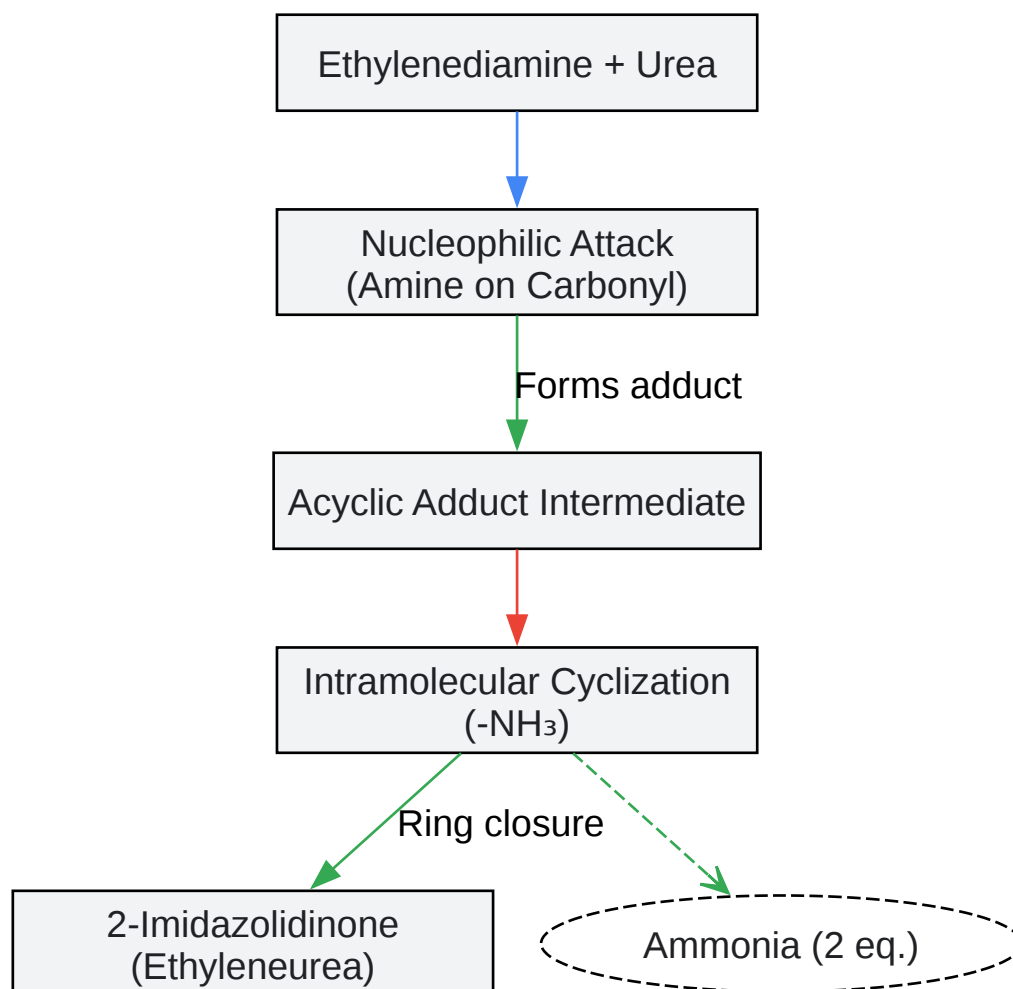 Ethylenediamine + Urea
Nucleophilic Attack
(Amine on Carbonyl)
Forms adduct
Acyclic Adduct Intermediate
Intramolecular Cyclization
(-NH₃)
Ring closure
2-Imidazolidinone
(Ethyleneurea)
Ammonia (2 eq.)